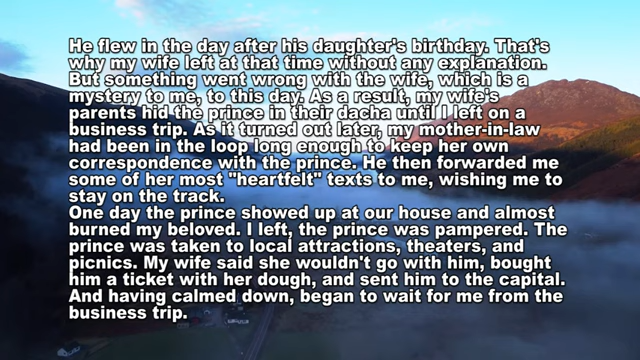 He flew in the day after his daughter's birthday. That's
why my wife left at that time without any explanation.
But something went wrong with the wife, which is a
mystery to me, to this day. As a result, my wife's
parents hid the prince in their dacha until I left on a
business trip. As it turned out later, my mother-in-law
had been in the loop long enough to keep her own
correspondence with the prince. He then forwarded me
some of her most "heartfelt" texts to me, wishing me to
stay on the track.
One day the prince showed up at our house and almost
burned my beloved. I left, the prince was pampered. The
prince was taken to local attractions, theaters, and
picnics. My wife said she wouldn't go with him, bought
him a ticket with her dough, and sent him to the capital.
And having calmed down, began to wait for me from the
business trip.